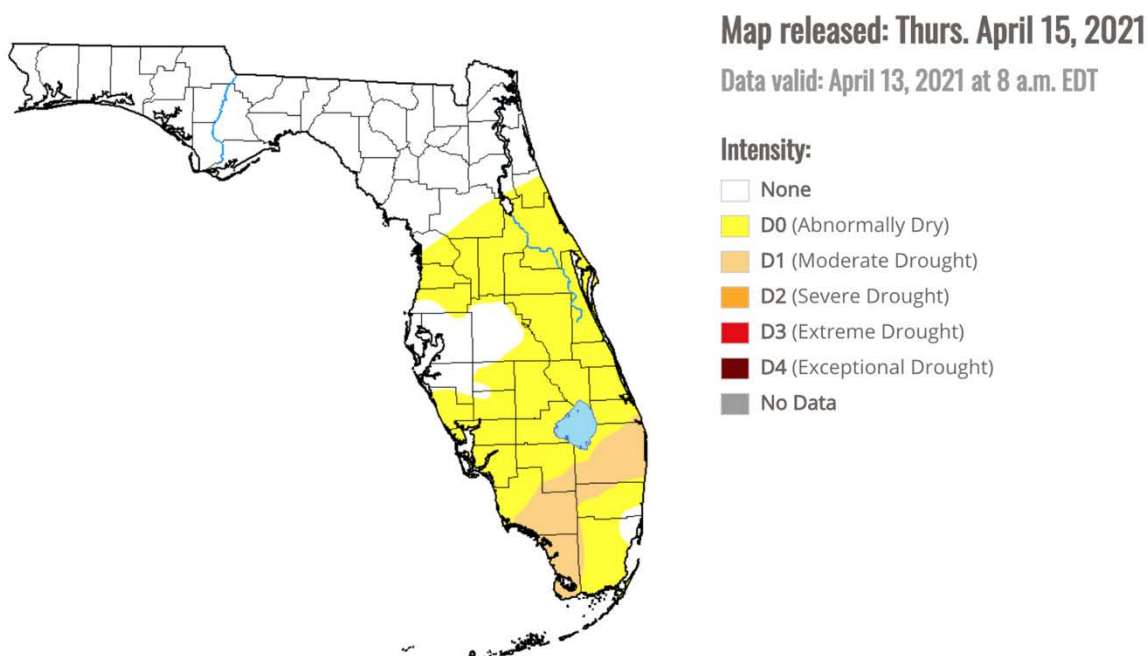 Map released: Thurs. April 15, 2021
Data valid: April 13, 2021 at 8 a.m. EDT
Intensity:
None
D0 (Abnormally Dry)
D1 (Moderate Drought)
D2 (Severe Drought)
D3 (Extreme Drought)
D4 (Exceptional Drought)
No Data